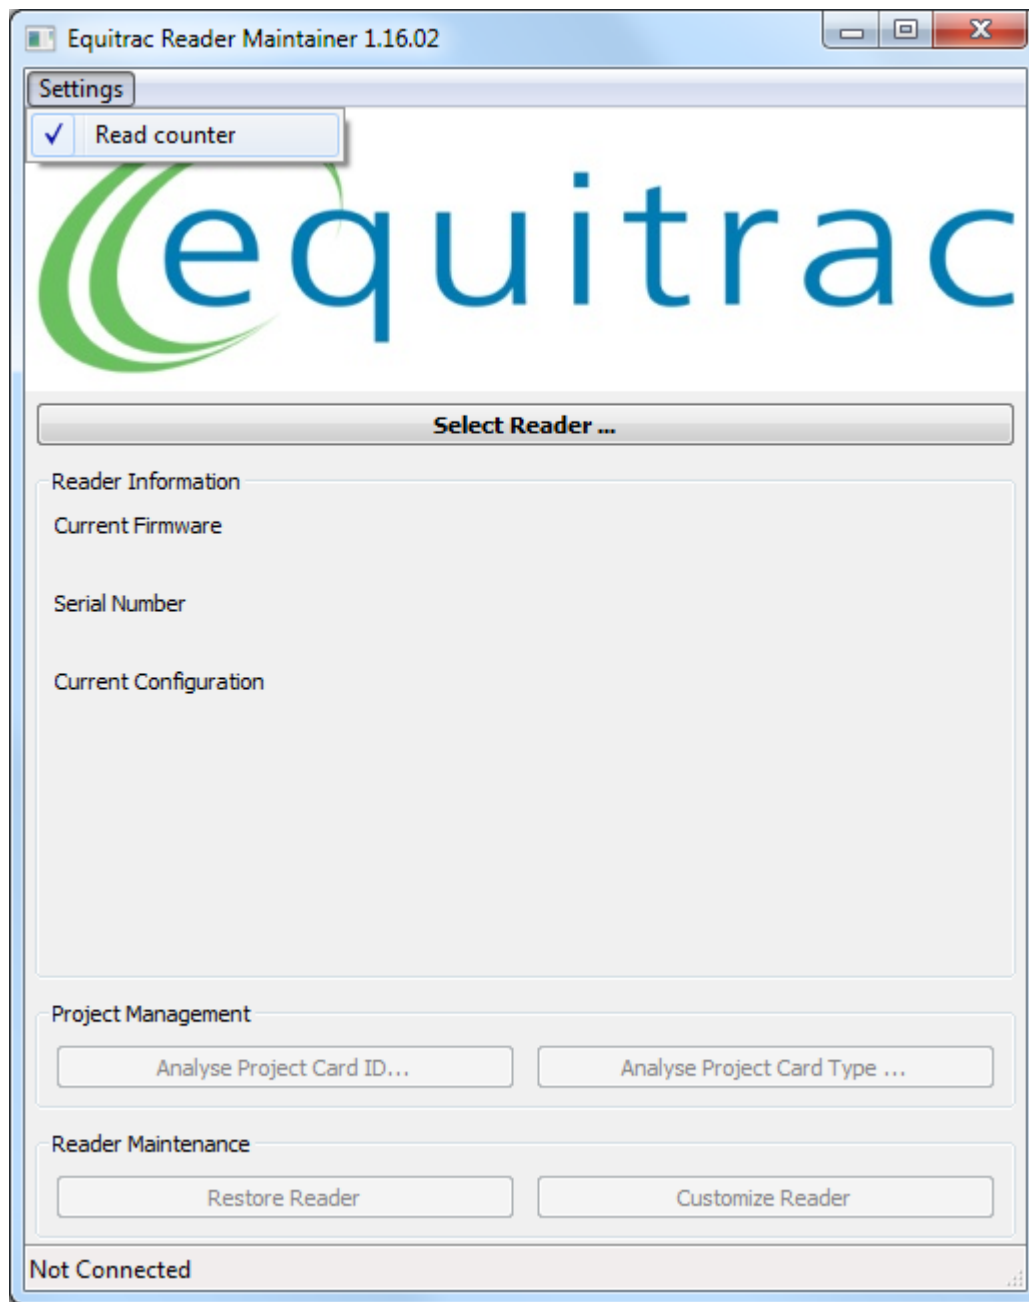 Equitrac Reader Maintainer 1.16.02
Settings
Read counter
equitrac
Select Reader ...
Reader Information
Current Firmware
Serial Number
Current Configuration
Project Management
Analyse Project Card ID... Analyse Project Card Type ...
Reader Maintenance
Restore Reader Customize Reader
Not Connected